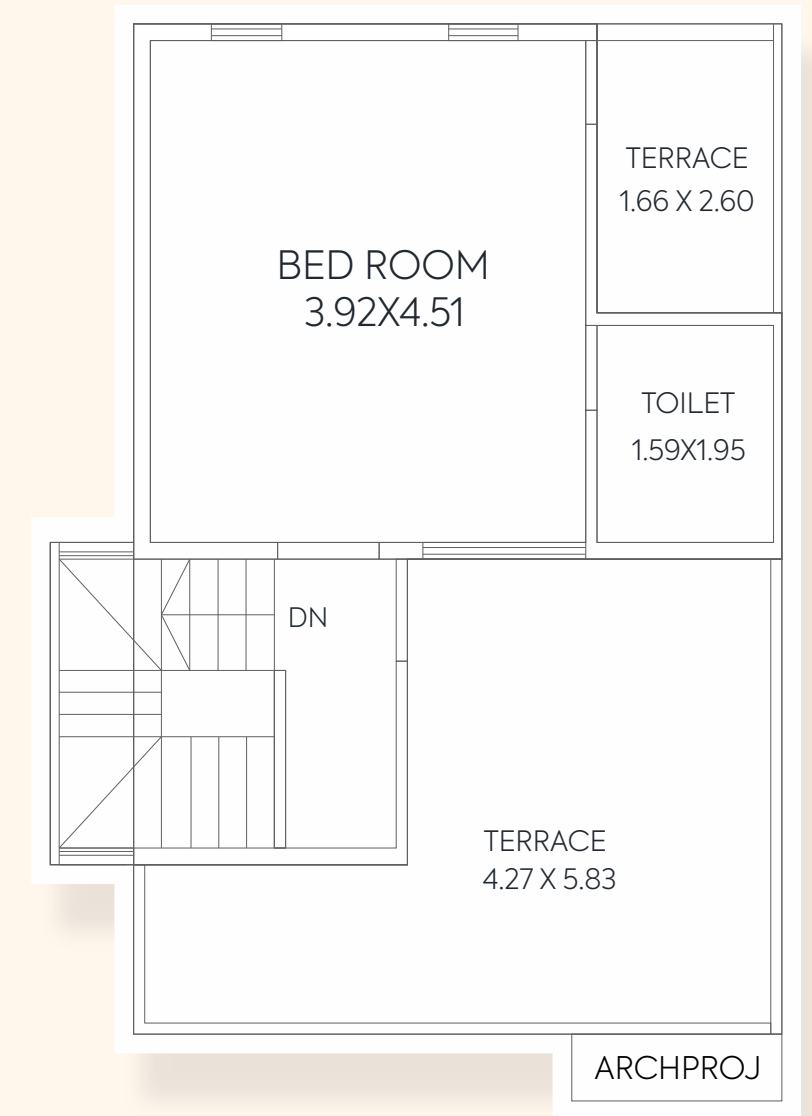 TERRACE
1.66 X 2.60
BED ROOM
3.92X4.51
TOILET
1.59X1.95
DN
TERRACE
4.27 X 5.83
ARCHPROJ